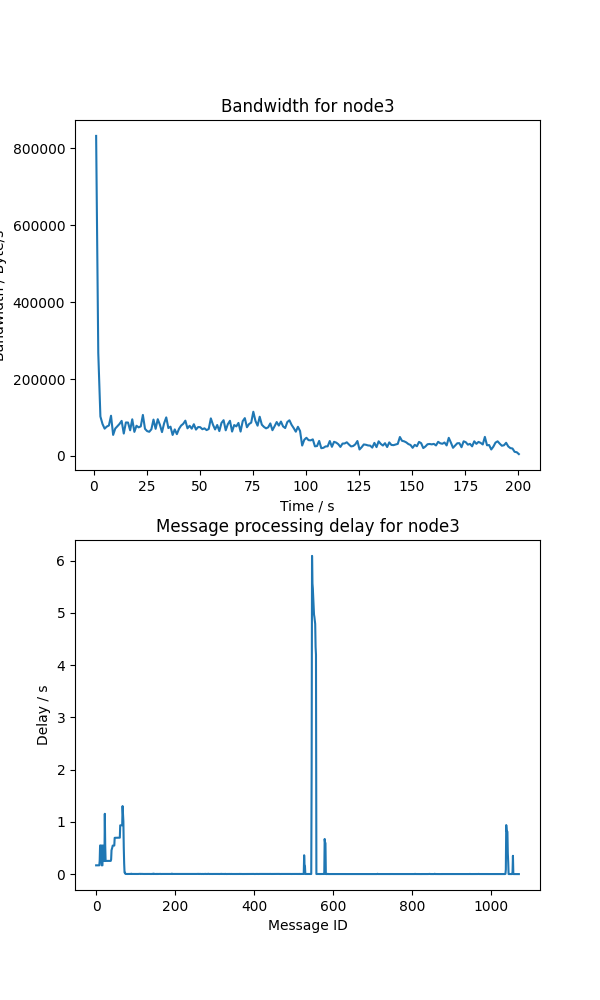 Bandwidth for node3
800000
600000
400000
200000
0
0 25 50 75 100 125 150 175 200
Time / s
Message processing delay for node3
6
5
4
3
2
1
0
Delay / s
0 200 400 600 800 1000
Message ID